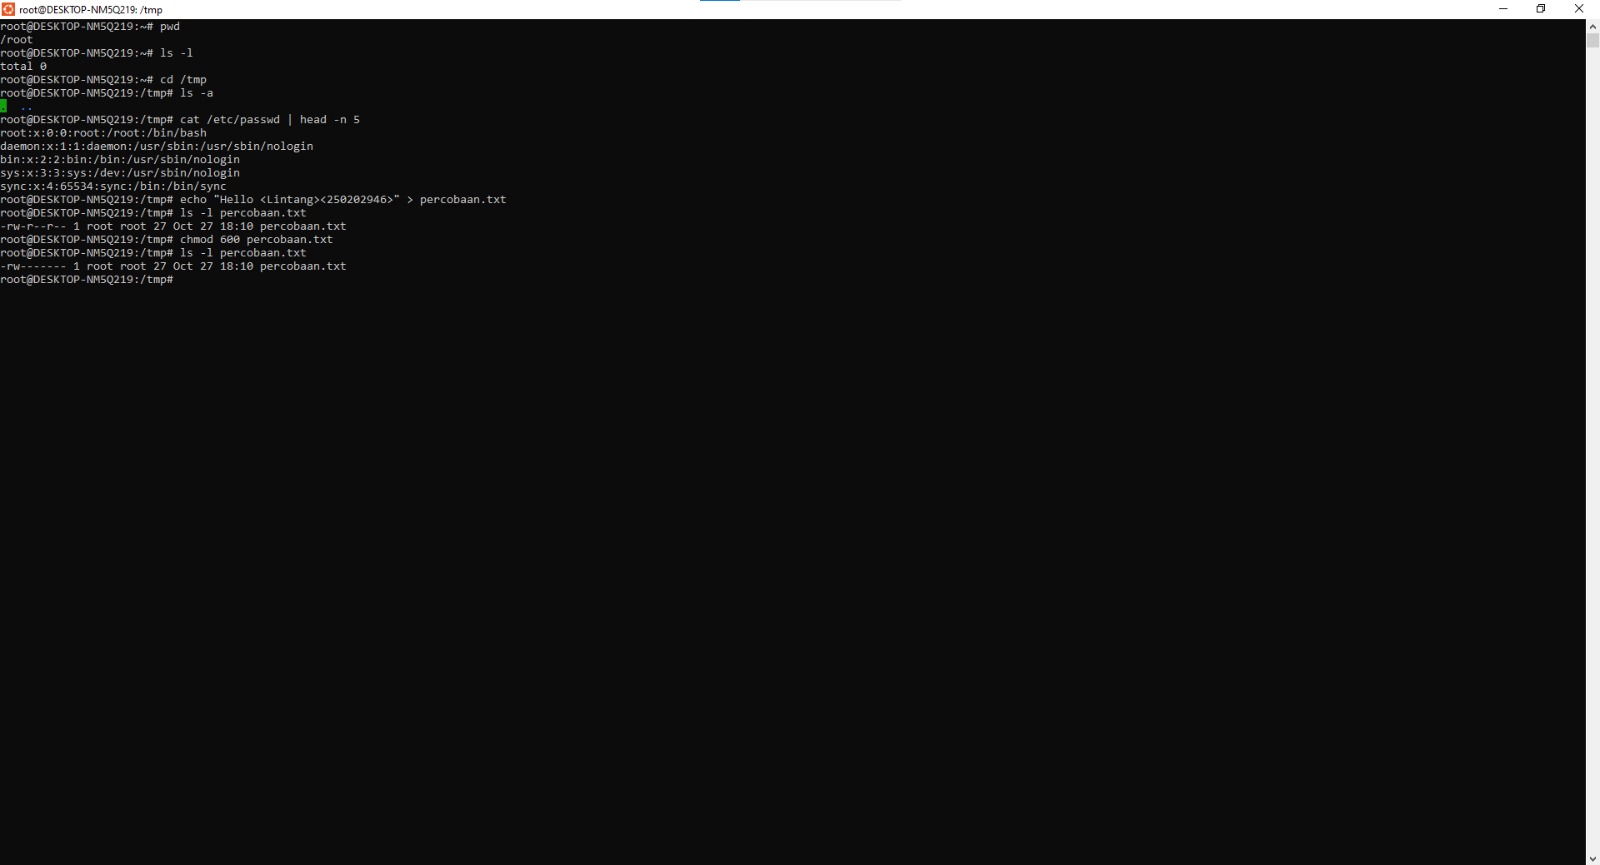 root@DESKTOP-NM5Q219: /tmp
root@DESKTOP-NM5Q219:~# pwd
/root
root@DESKTOP-NM5Q219:~# ls -l
total 0
root@DESKTOP-NM5Q219:~# cd /tmp
root@DESKTOP-NM5Q219:/tmp# ls -a
.  ..
root@DESKTOP-NM5Q219:/tmp# cat /etc/passwd | head -n 5
root:x:0:0:root:/root:/bin/bash
daemon:x:1:1:daemon:/usr/sbin:/usr/sbin/nologin
bin:x:2:2:bin:/bin:/usr/sbin/nologin
sys:x:3:3:sys:/dev:/usr/sbin/nologin
sync:x:4:65534:sync:/bin:/bin/sync
root@DESKTOP-NM5Q219:/tmp# echo "Hello <Lintang><250202946>" > percobaan.txt
root@DESKTOP-NM5Q219:/tmp# ls -l percobaan.txt
-rw-r--r-- 1 root root 27 Oct 27 18:10 percobaan.txt
root@DESKTOP-NM5Q219:/tmp# chmod 600 percobaan.txt
root@DESKTOP-NM5Q219:/tmp# ls -l percobaan.txt
-rw------- 1 root root 27 Oct 27 18:10 percobaan.txt
root@DESKTOP-NM5Q219:/tmp#